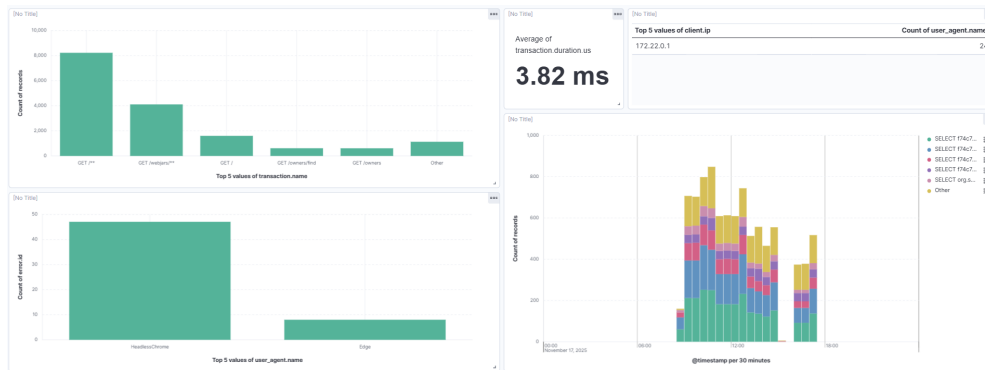 [No Title]
10,000
8,000
6,000
4,000
2,000
0
Count of records
GET /**
GET /webjars/**
GET /
GET /owners/find
GET /owners
Other
Top 5 values of transaction.name
[No Title]
Average of
transaction.duration.us
3.82 ms
[No Title]
Top 5 values of client.ip
Count of user_agent.name
172.22.0.1
[No Title]
50
40
30
20
10
0
Count of error.id
HeadlessChrome
Edge
Top 5 values of user_agent.name
[No Title]
1,000
800
600
400
200
0
Count of records
00:00
06:00
12:00
18:00
November 17, 2025
@timestamp per 30 minutes
SELECT f74c7...
SELECT f74c7...
SELECT f74c7...
SELECT f74c7...
SELECT org.s...
Other